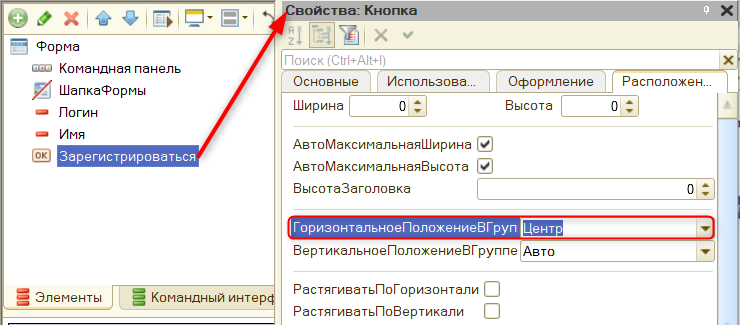 Свойства: Кнопка
Поиск (Ctrl+Alt+I)
Форма
Командная панель
ШапкаФормы
Логин
Имя
OK Зарегистрироваться
Основные Использова... Оформление Расположен...
Ширина 0 Высота 0
АвтоМаксимальнаяШирина
АвтоМаксимальнаяВысота
ВысотаЗаголовка 0
ГоризонтальноеПоложениеВГруп Центр
ВертикальноеПоложениеВГруппе Авто
РастягиватьПоГоризонтали
РастягиватьПоВертикали
Элементы Командный интерф